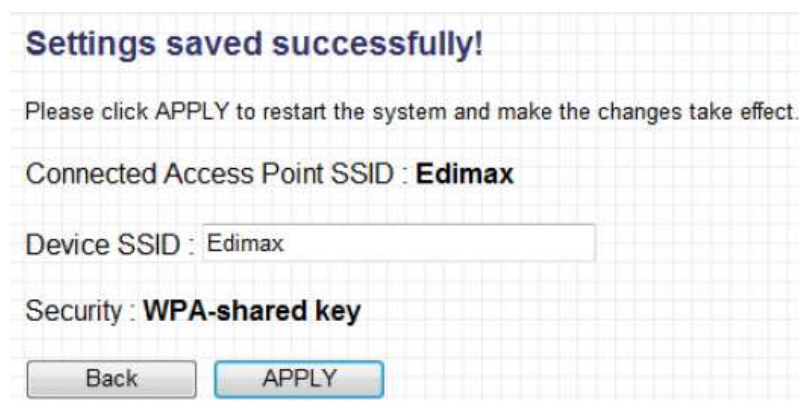 Settings saved successfully!
Please click APPLY to restart the system and make the changes take effect.
Connected Access Point SSID : Edimax
Device SSID : Edimax
Security : WPA-shared key
Back APPLY